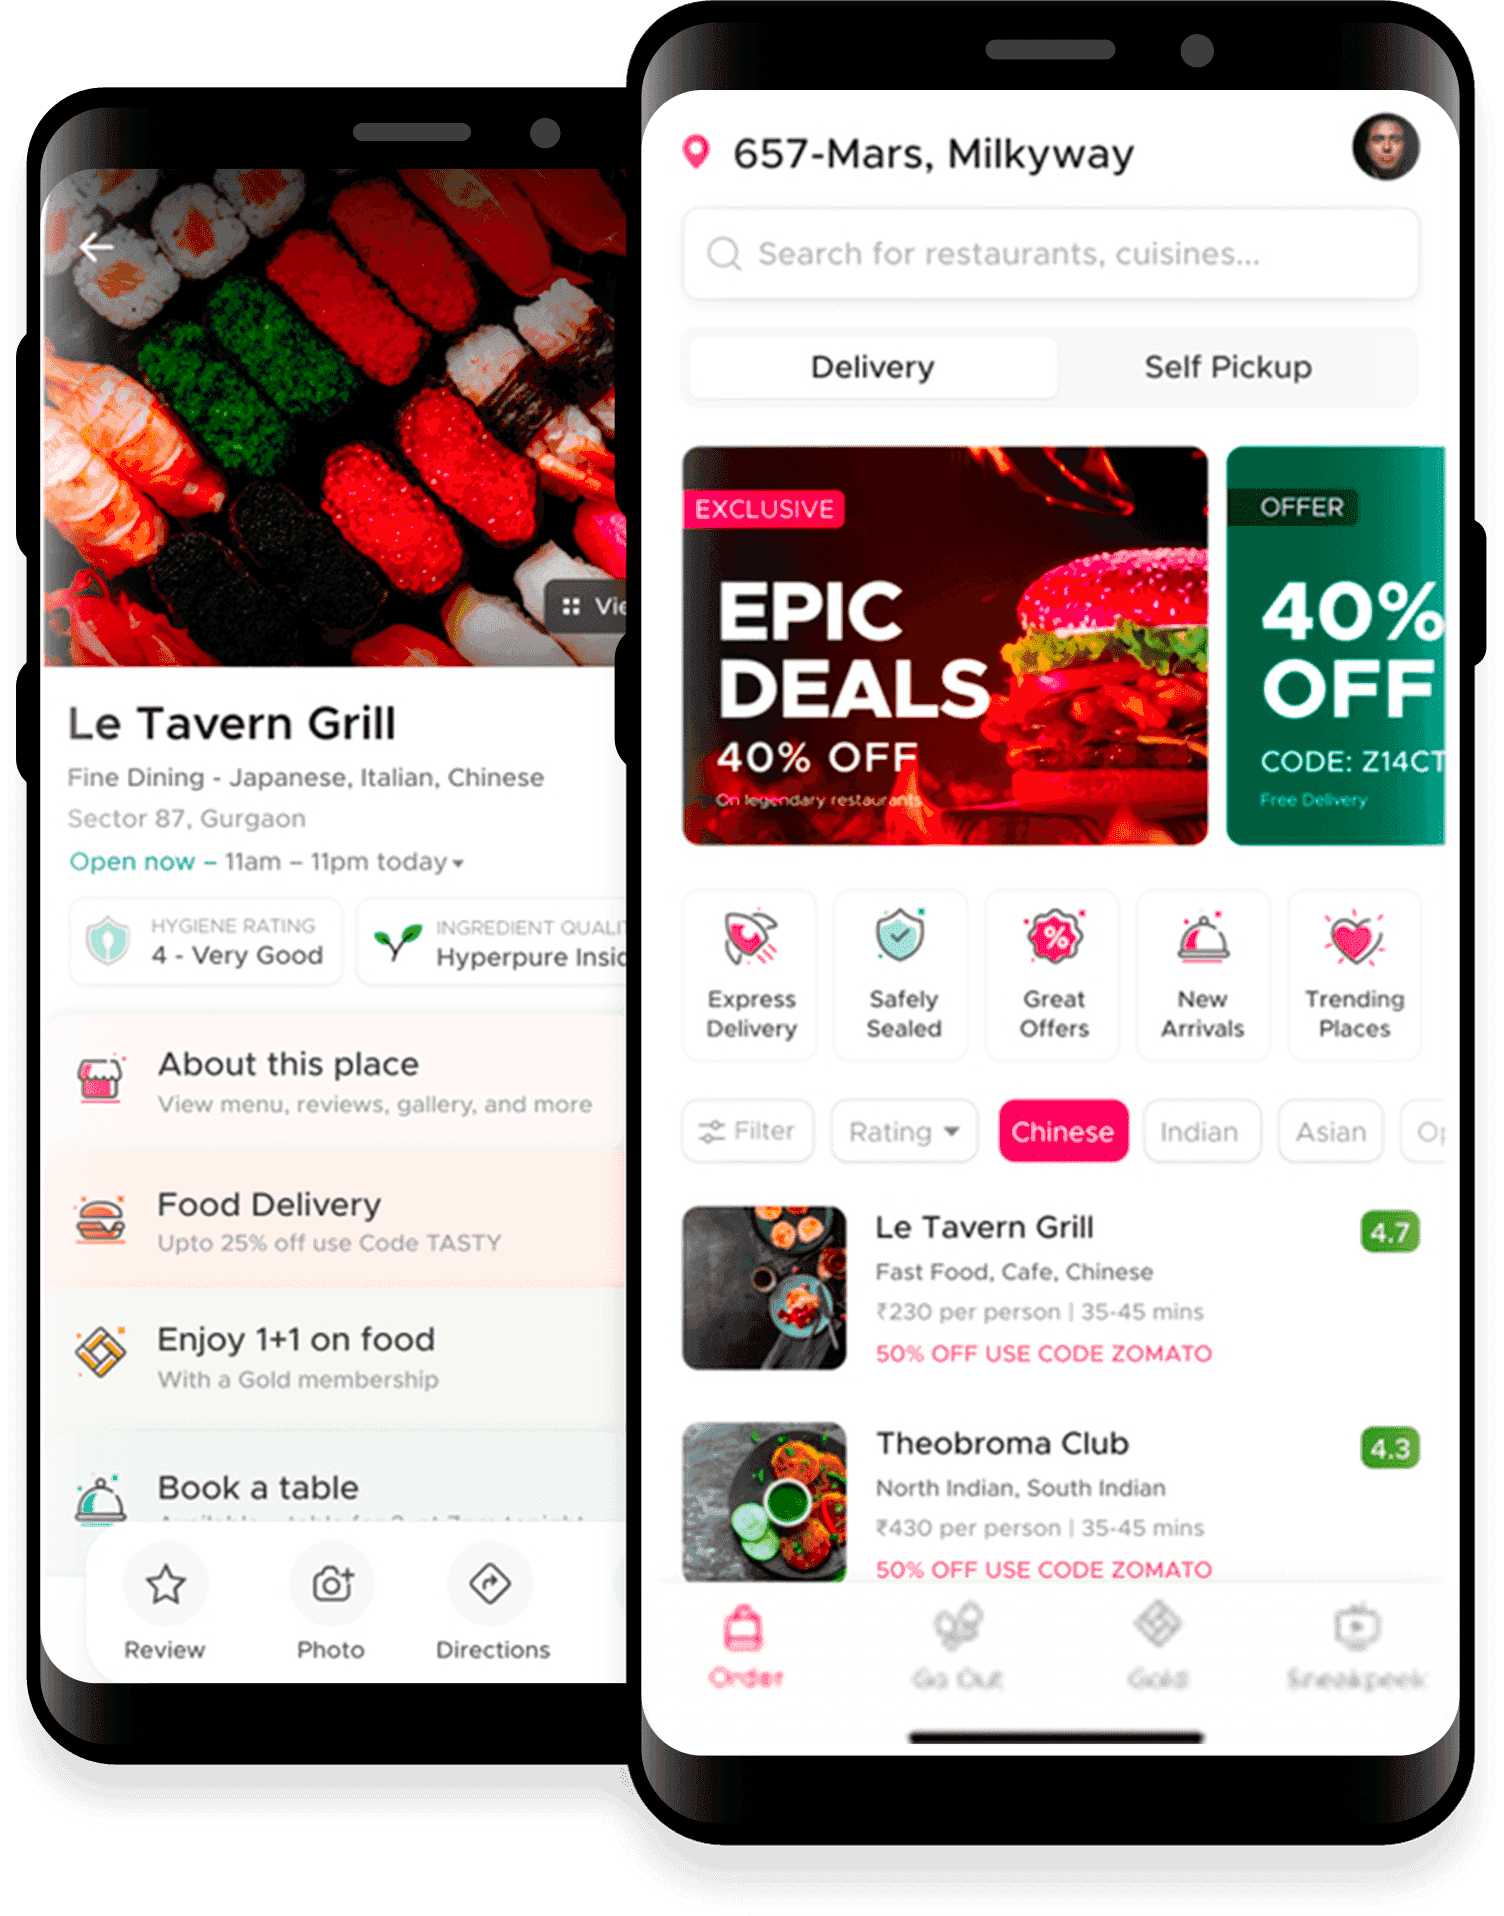 Vie
Le Tavern Grill
Fine Dining - Japanese, Italian, Chinese
Sector 87, Gurgaon
Open now – 11am – 11pm today
HYGIENE RATING
4 - Very Good
INGREDIENT QUALI
Hyperpure Insi
About this place
View menu, reviews, gallery, and more
Food Delivery
Upto 25% off use Code TASTY
Enjoy 1+1 on food
With a Gold membership
Book a table
Review
Photo
Directions
657-Mars, Milkyway
Search for restaurants, cuisines...
Delivery
Self Pickup
EXCLUSIVE
EPIC
DEALS
40% OFF
On legendary restaurants
OFFER
40%
OFF
CODE: Z14CT
Free Delivery
Express
Delivery
Safely
Sealed
Great
Offers
New
Arrivals
Trending
Places
Filter
Rating
Chinese
Indian
Asian
Le Tavern Grill
4.7
Fast Food, Cafe, Chinese
₹230 per person | 35-45 mins
50% OFF USE CODE ZOMATO
Theobroma Club
4.3
North Indian, South Indian
₹430 per person | 35-45 mins
50% OFF USE CODE ZOMATO
Order
Go Out
Gold
Sneakpeek